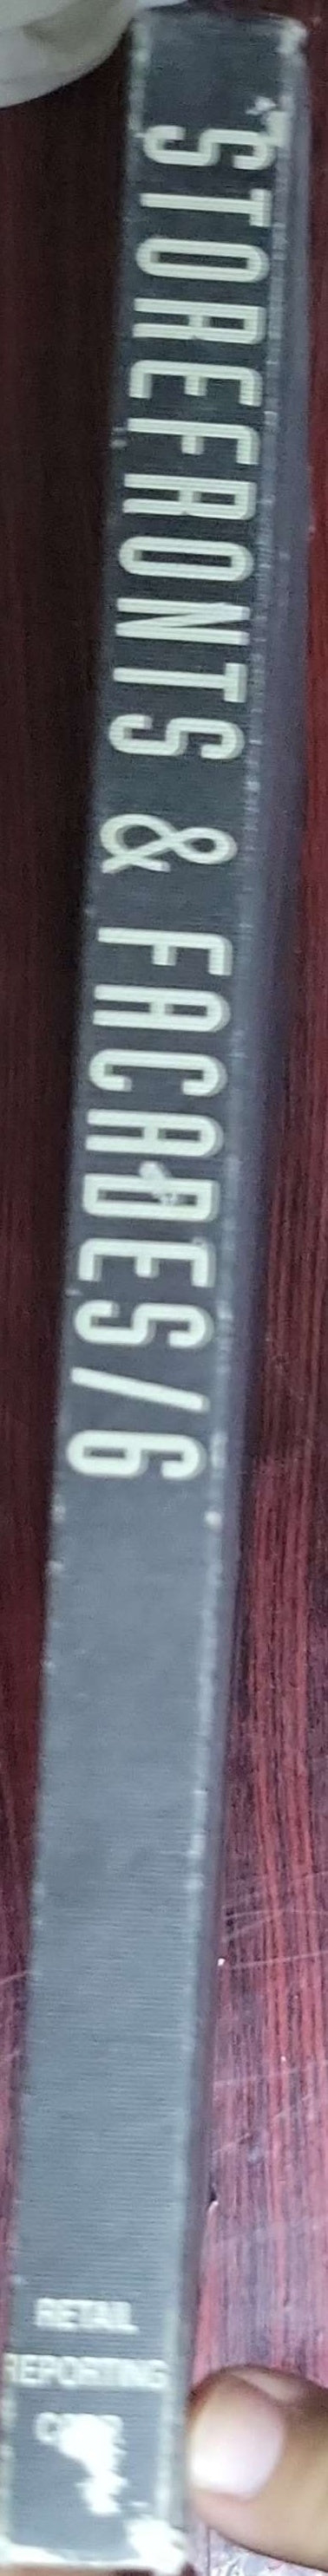 STOREFRONTS & FACADES/6
RETAIL
REPORTING